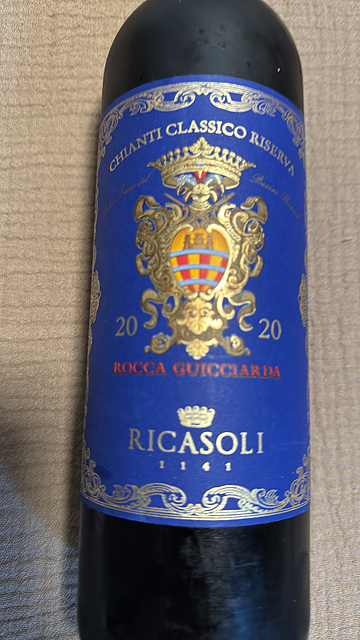 CHIANTI CLASSICO RISERVA
20 20
ROCCA GUICCIARDA
RICASOLI
1141